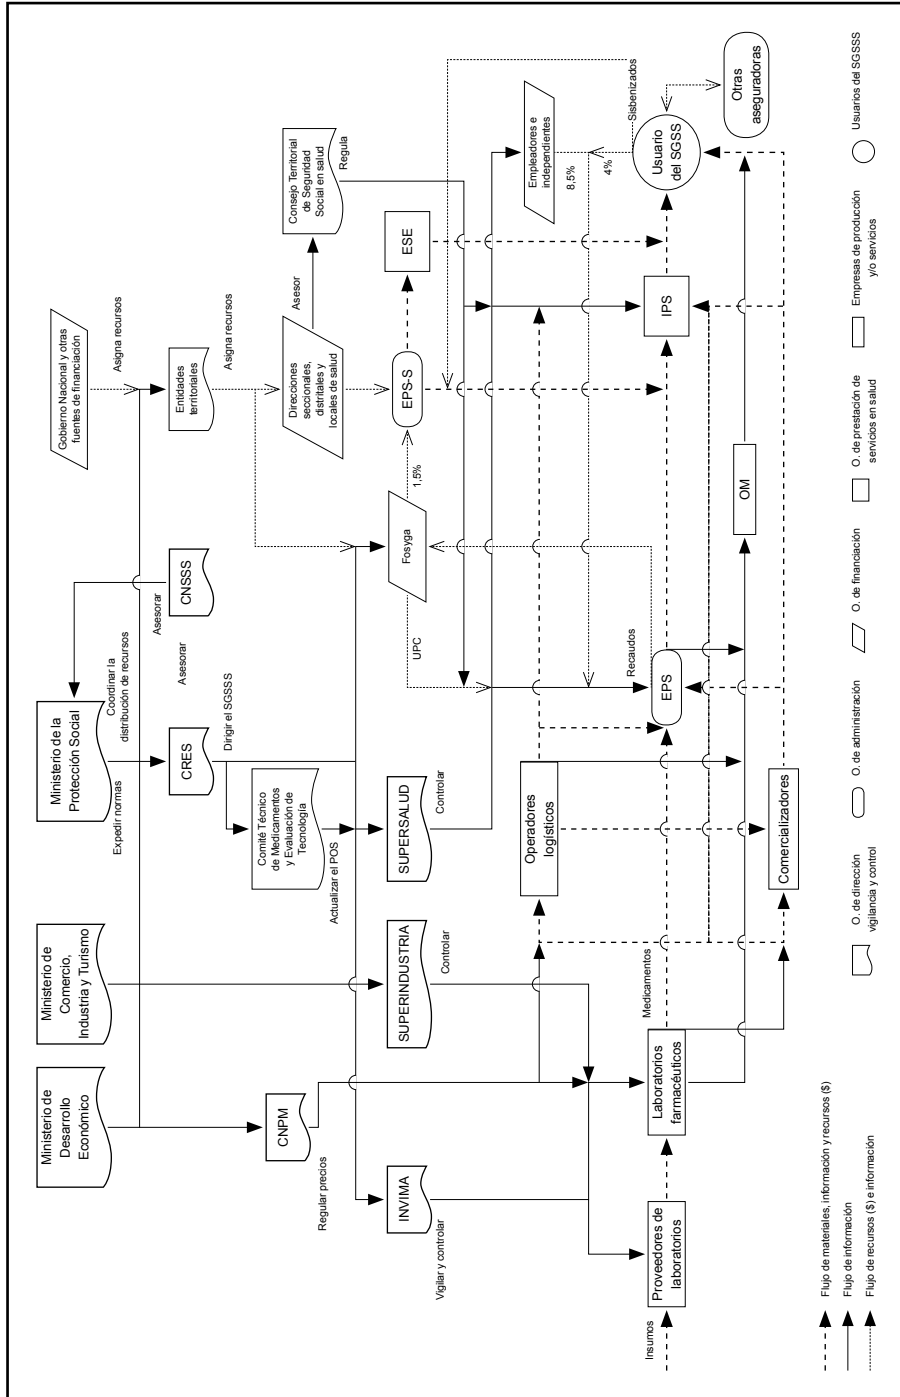 Ministerio de
Desarrollo
Económico
Ministerio de
Comercio,
Industria y Turismo
Ministerio de la
Protección Social
Expedir normas
Coordinar la
distribución de recursos
Gobierno Nacional y otras
fuentes de financiación
Asigna recursos
CRES
Asesorar
CNSSS
Asesorar
Entidades
territoriales
Asigna recursos
Dirigir el SGSSS
CNPM
Regular precios
Comité Técnico
de Medicamentos
y Evaluación de
Tecnología
Actualizar el POS
Direcciones
seccionales,
distritales y
locales de salud
Asesor
Consejo Territorial
de Seguridad
Social en salud
Regula
INVIMA
Vigilar y controlar
SUPERINDUSTRIA
Controlar
SUPERSALUD
Controlar
UPC
Fosyga
1,5%
EPS-S
ESE
Operadores
logísticos
Empleadores e
independientes
8,5%
4%
Sisbenizados
Insumos
Proveedores de
laboratorios
Laboratorios
farmacéuticos
Medicamentos
EPS
Recaudos
IPS
Usuario
del SGSS
Otras
aseguradoras
OM
Comercializadores
Flujo de materiales, información y recursos ($)
Flujo de información
Flujo de recursos ($) e información
O. de dirección
vigilancia y control
O. de administración
O. de financiación
O. de prestación de
servicios en salud
Empresas de producción
y/o servicios
Usuarios del SGSSS